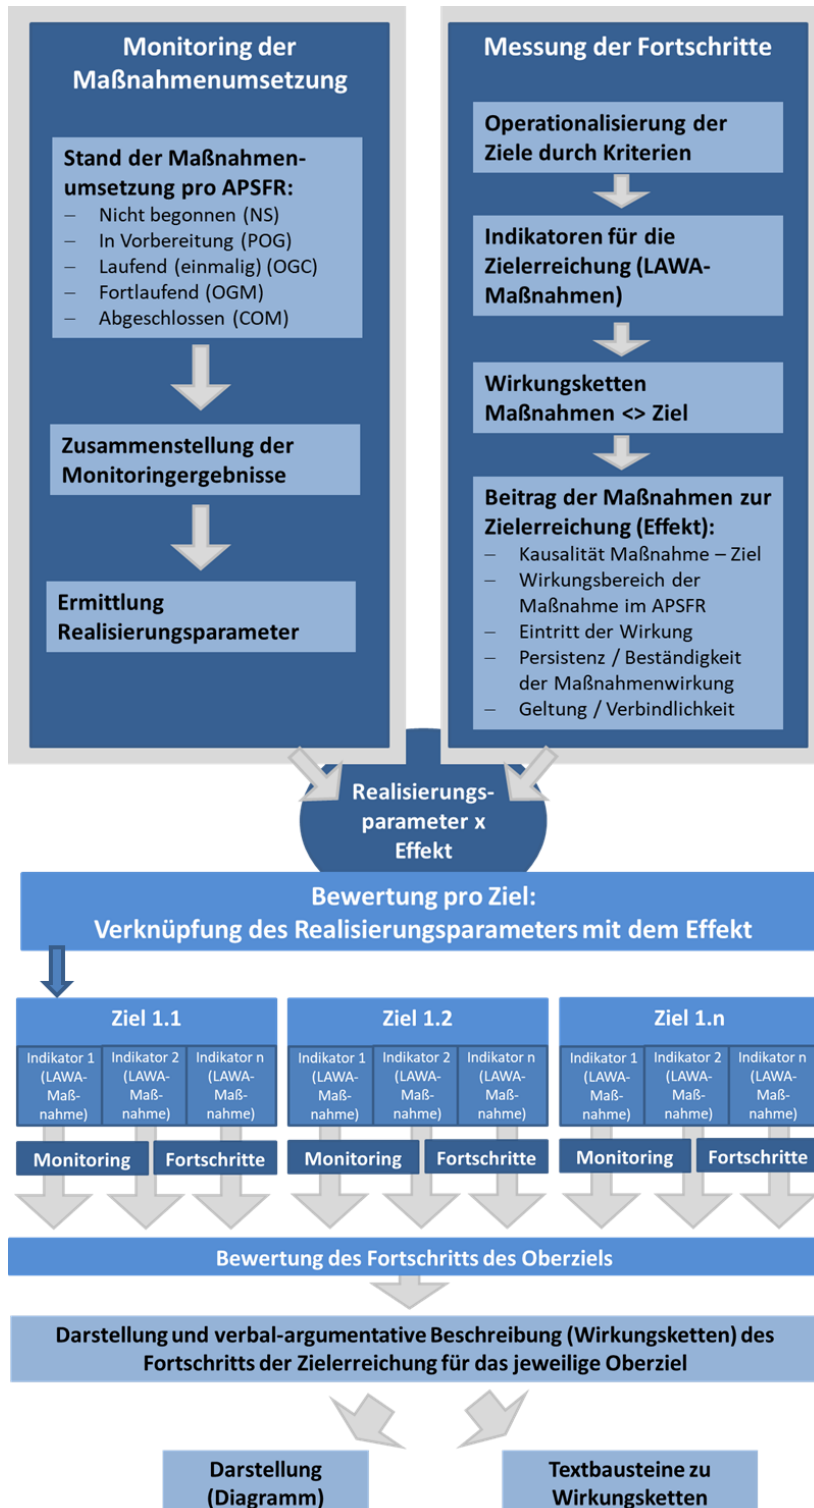 Monitoring der
Maßnahmenumsetzung
Stand der Maßnahmen-
umsetzung pro APSFR:
– Nicht begonnen (NS)
– In Vorbereitung (POG)
– Laufend (einmalig) (OGC)
– Fortlaufend (OGM)
– Abgeschlossen (COM)
Zusammenstellung der
Monitoringergebnisse
Ermittlung
Realisierungsparameter
Messung der Fortschritte
Operationalisierung der
Ziele durch Kriterien
Indikatoren für die
Zielerreichung (LAWA-
Maßnahmen)
Wirkungsketten
Maßnahmen <> Ziel
Beitrag der Maßnahmen zur
Zielerreichung (Effekt):
– Kausalität Maßnahme – Ziel
– Wirkungsbereich der
Maßnahme im APSFR
– Eintritt der Wirkung
– Persistenz / Beständigkeit
der Maßnahmenwirkung
– Geltung / Verbindlichkeit
Realisierungs-
parameter x
Effekt
Bewertung pro Ziel:
Verknüpfung des Realisierungsparameters mit dem Effekt
Ziel 1.1
Indikator 1
(LAWA-
Maß-
nahme)
Indikator 2
(LAWA-
Maß-
nahme)
Indikator n
(LAWA-
Maß-
nahme)
Monitoring
Fortschritte
Ziel 1.2
Indikator 1
(LAWA-
Maß-
nahme)
Indikator 2
(LAWA-
Maß-
nahme)
Indikator n
(LAWA-
Maß-
nahme)
Monitoring
Fortschritte
Ziel 1.n
Indikator 1
(LAWA-
Maß-
nahme)
Indikator 2
(LAWA-
Maß-
nahme)
Indikator n
(LAWA-
Maß-
nahme)
Monitoring
Fortschritte
Bewertung des Fortschritts des Oberziels
Darstellung und verbal-argumentative Beschreibung (Wirkungsketten) des
Fortschritts der Zielerreichung für das jeweilige Oberziel
Darstellung
(Diagramm)
Textbausteine zu
Wirkungsketten